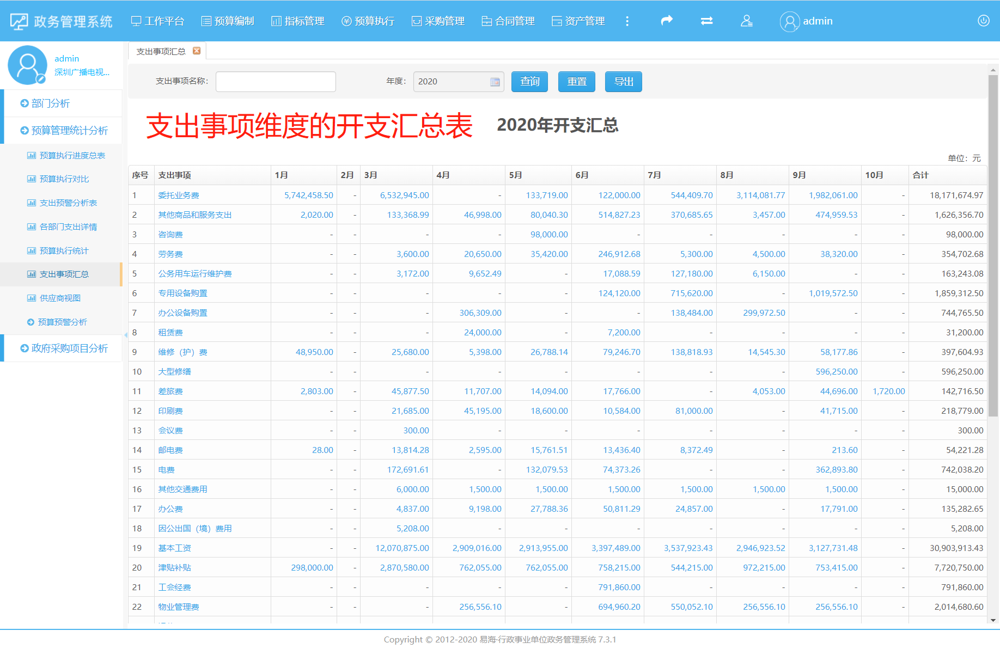 政务管理系统 工作平台 预算编制 指标管理 预算执行 采购管理 合同管理 资产管理 admin
admin
深圳广播电视...
部门分析
预算管理统计分析
预算执行进度总表
预算执行对比
支出预警分析表
各部门支出详情
预算执行统计
支出事项汇总
供应商视图
预算预警分析
政府采购项目分析
支出事项汇总
支出事项名称： 年度： 2020 查询 重置 导出
支出事项维度的开支汇总表 2020年开支汇总
单位：元
序号 支出事项 1月 2月 3月 4月 5月 6月 7月 8月 9月 10月 合计
1 委托业务费 5,742,458.50 - 6,532,945.00 - 133,719.00 122,000.00 544,409.70 3,114,081.77 1,982,061.00 - 18,171,674.97
2 其他商品和服务支出 2,020.00 - 133,368.99 46,998.00 80,040.30 514,827.23 370,685.65 3,457.00 474,959.53 - 1,626,356.70
3 咨询费 - - - - 98,000.00 - - - - - 98,000.00
4 劳务费 - - 3,600.00 20,650.00 35,420.00 246,912.68 5,300.00 4,500.00 38,320.00 - 354,702.68
5 公务用车运行维护费 - - 3,172.00 9,652.49 - 17,088.59 127,180.00 6,150.00 - - 163,243.08
6 专用设备购置 - - - - - 124,120.00 715,620.00 - 1,019,572.50 - 1,859,312.50
7 办公设备购置 - - - 306,309.00 - - 138,484.00 299,972.50 - - 744,765.50
8 租赁费 - - - 24,000.00 - 7,200.00 - - - - 31,200.00
9 维修（护）费 48,950.00 - 25,680.00 5,398.00 26,788.14 79,246.70 138,818.93 14,545.30 58,177.86 - 397,604.93
10 大型修缮 - - - - - - - - 596,250.00 - 596,250.00
11 差旅费 2,803.00 - 45,877.50 11,707.00 14,094.00 17,766.00 - 4,053.00 44,696.00 1,720.00 142,716.50
12 印刷费 - - 21,685.00 45,195.00 18,600.00 10,584.00 81,000.00 - 41,715.00 - 218,779.00
13 会议费 - - 300.00 - - - - - - - 300.00
14 邮电费 28.00 - 13,814.28 2,595.00 15,761.51 13,436.40 8,372.49 - 213.60 - 54,221.28
15 电费 - - 172,691.61 - 132,079.53 74,373.26 - - 362,893.80 - 742,038.20
16 其他交通费用 - - 6,000.00 1,500.00 1,500.00 1,500.00 1,500.00 1,500.00 1,500.00 - 15,000.00
17 办公费 - - 4,837.00 9,198.00 27,788.36 50,811.29 24,857.00 - 17,791.00 - 135,282.65
18 因公出国（境）费用 - - 5,208.00 - - - - - - - 5,208.00
19 基本工资 - - 12,070,875.00 2,909,016.00 2,913,955.00 3,397,489.00 3,537,923.43 2,946,923.52 3,127,731.48 - 30,903,913.43
20 津贴补贴 298,000.00 - 2,870,580.00 762,055.00 762,055.00 758,215.00 544,215.00 972,215.00 753,415.00 - 7,720,750.00
21 工会经费 - - - - - 791,860.00 - - - - 791,860.00
22 物业管理费 - - - 256,556.10 - 694,960.20 550,052.10 256,556.10 256,556.10 - 2,014,680.60
Copyright © 2012-2020 易海·行政事业单位政务管理系统 7.3.1